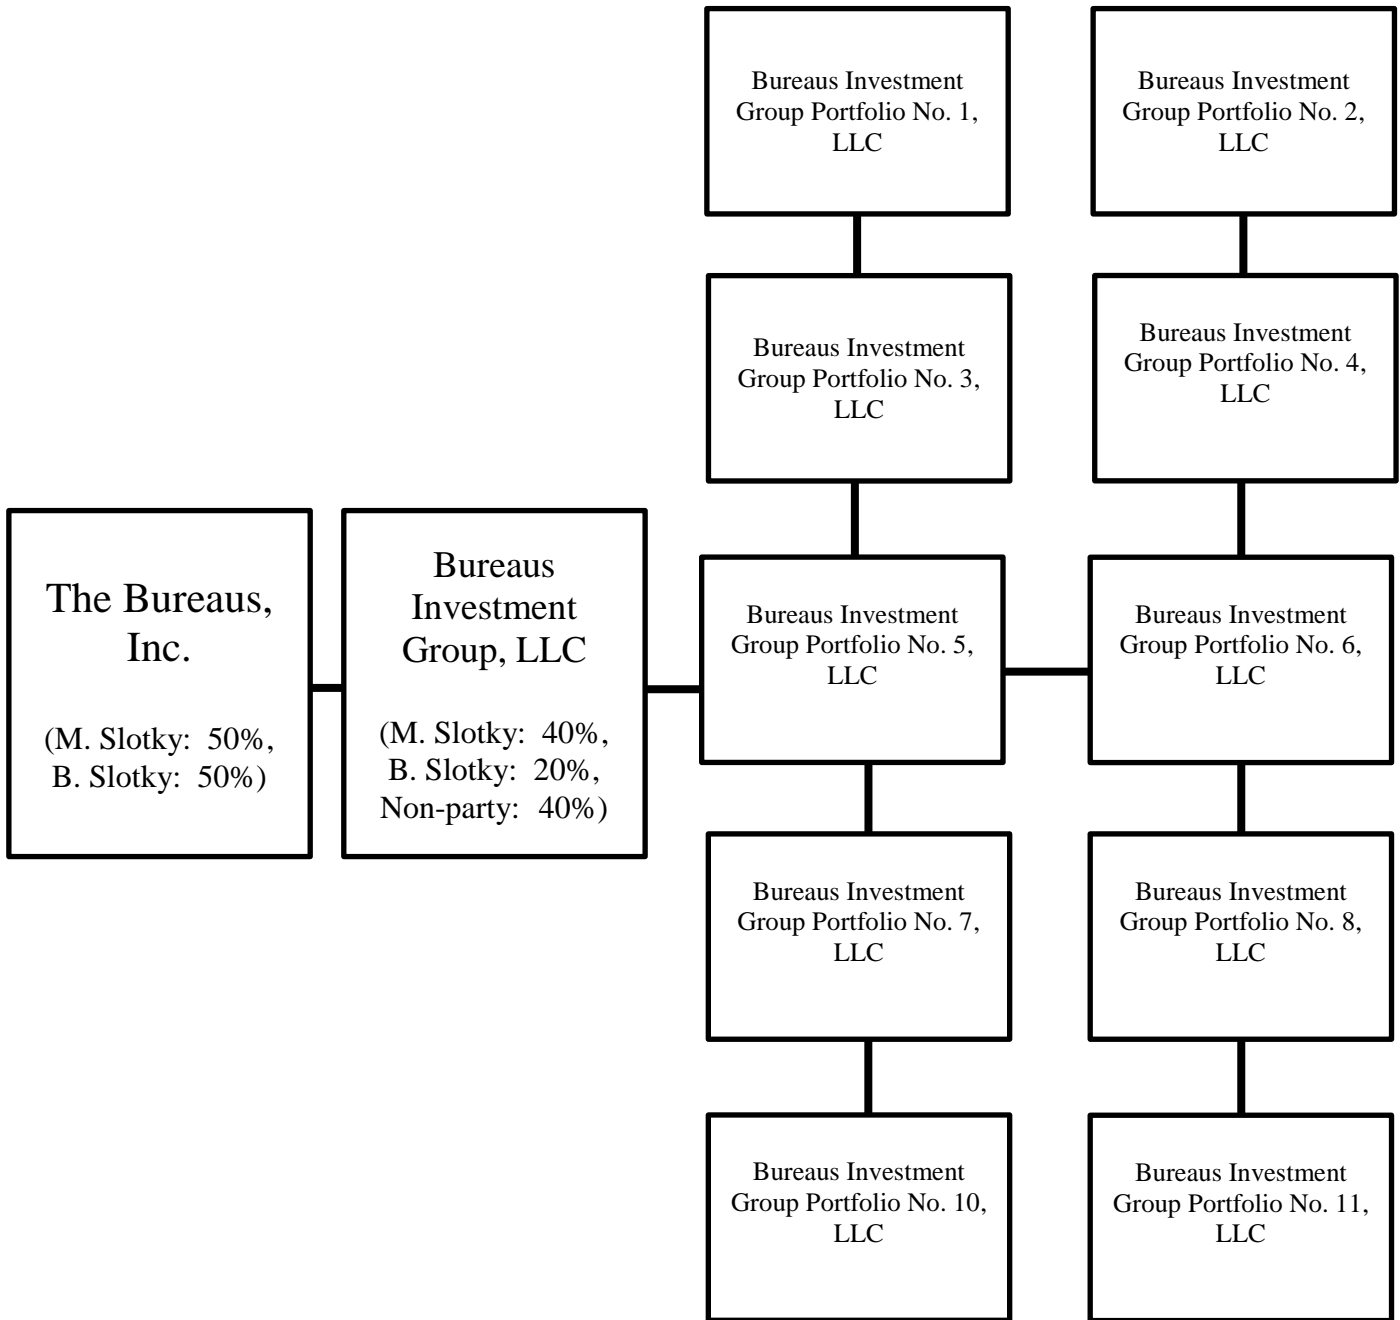 Bureaus Investment
Group Portfolio No. 1,
LLC
Bureaus Investment
Group Portfolio No. 2,
LLC
Bureaus Investment
Group Portfolio No. 3,
LLC
Bureaus Investment
Group Portfolio No. 4,
LLC
The Bureaus,
Inc.
(M. Slotky: 50%,
B. Slotky: 50%)
Bureaus
Investment
Group, LLC
(M. Slotky: 40%,
B. Slotky: 20%,
Non-party: 40%)
Bureaus Investment
Group Portfolio No. 5,
LLC
Bureaus Investment
Group Portfolio No. 6,
LLC
Bureaus Investment
Group Portfolio No. 7,
LLC
Bureaus Investment
Group Portfolio No. 8,
LLC
Bureaus Investment
Group Portfolio No. 10,
LLC
Bureaus Investment
Group Portfolio No. 11,
LLC